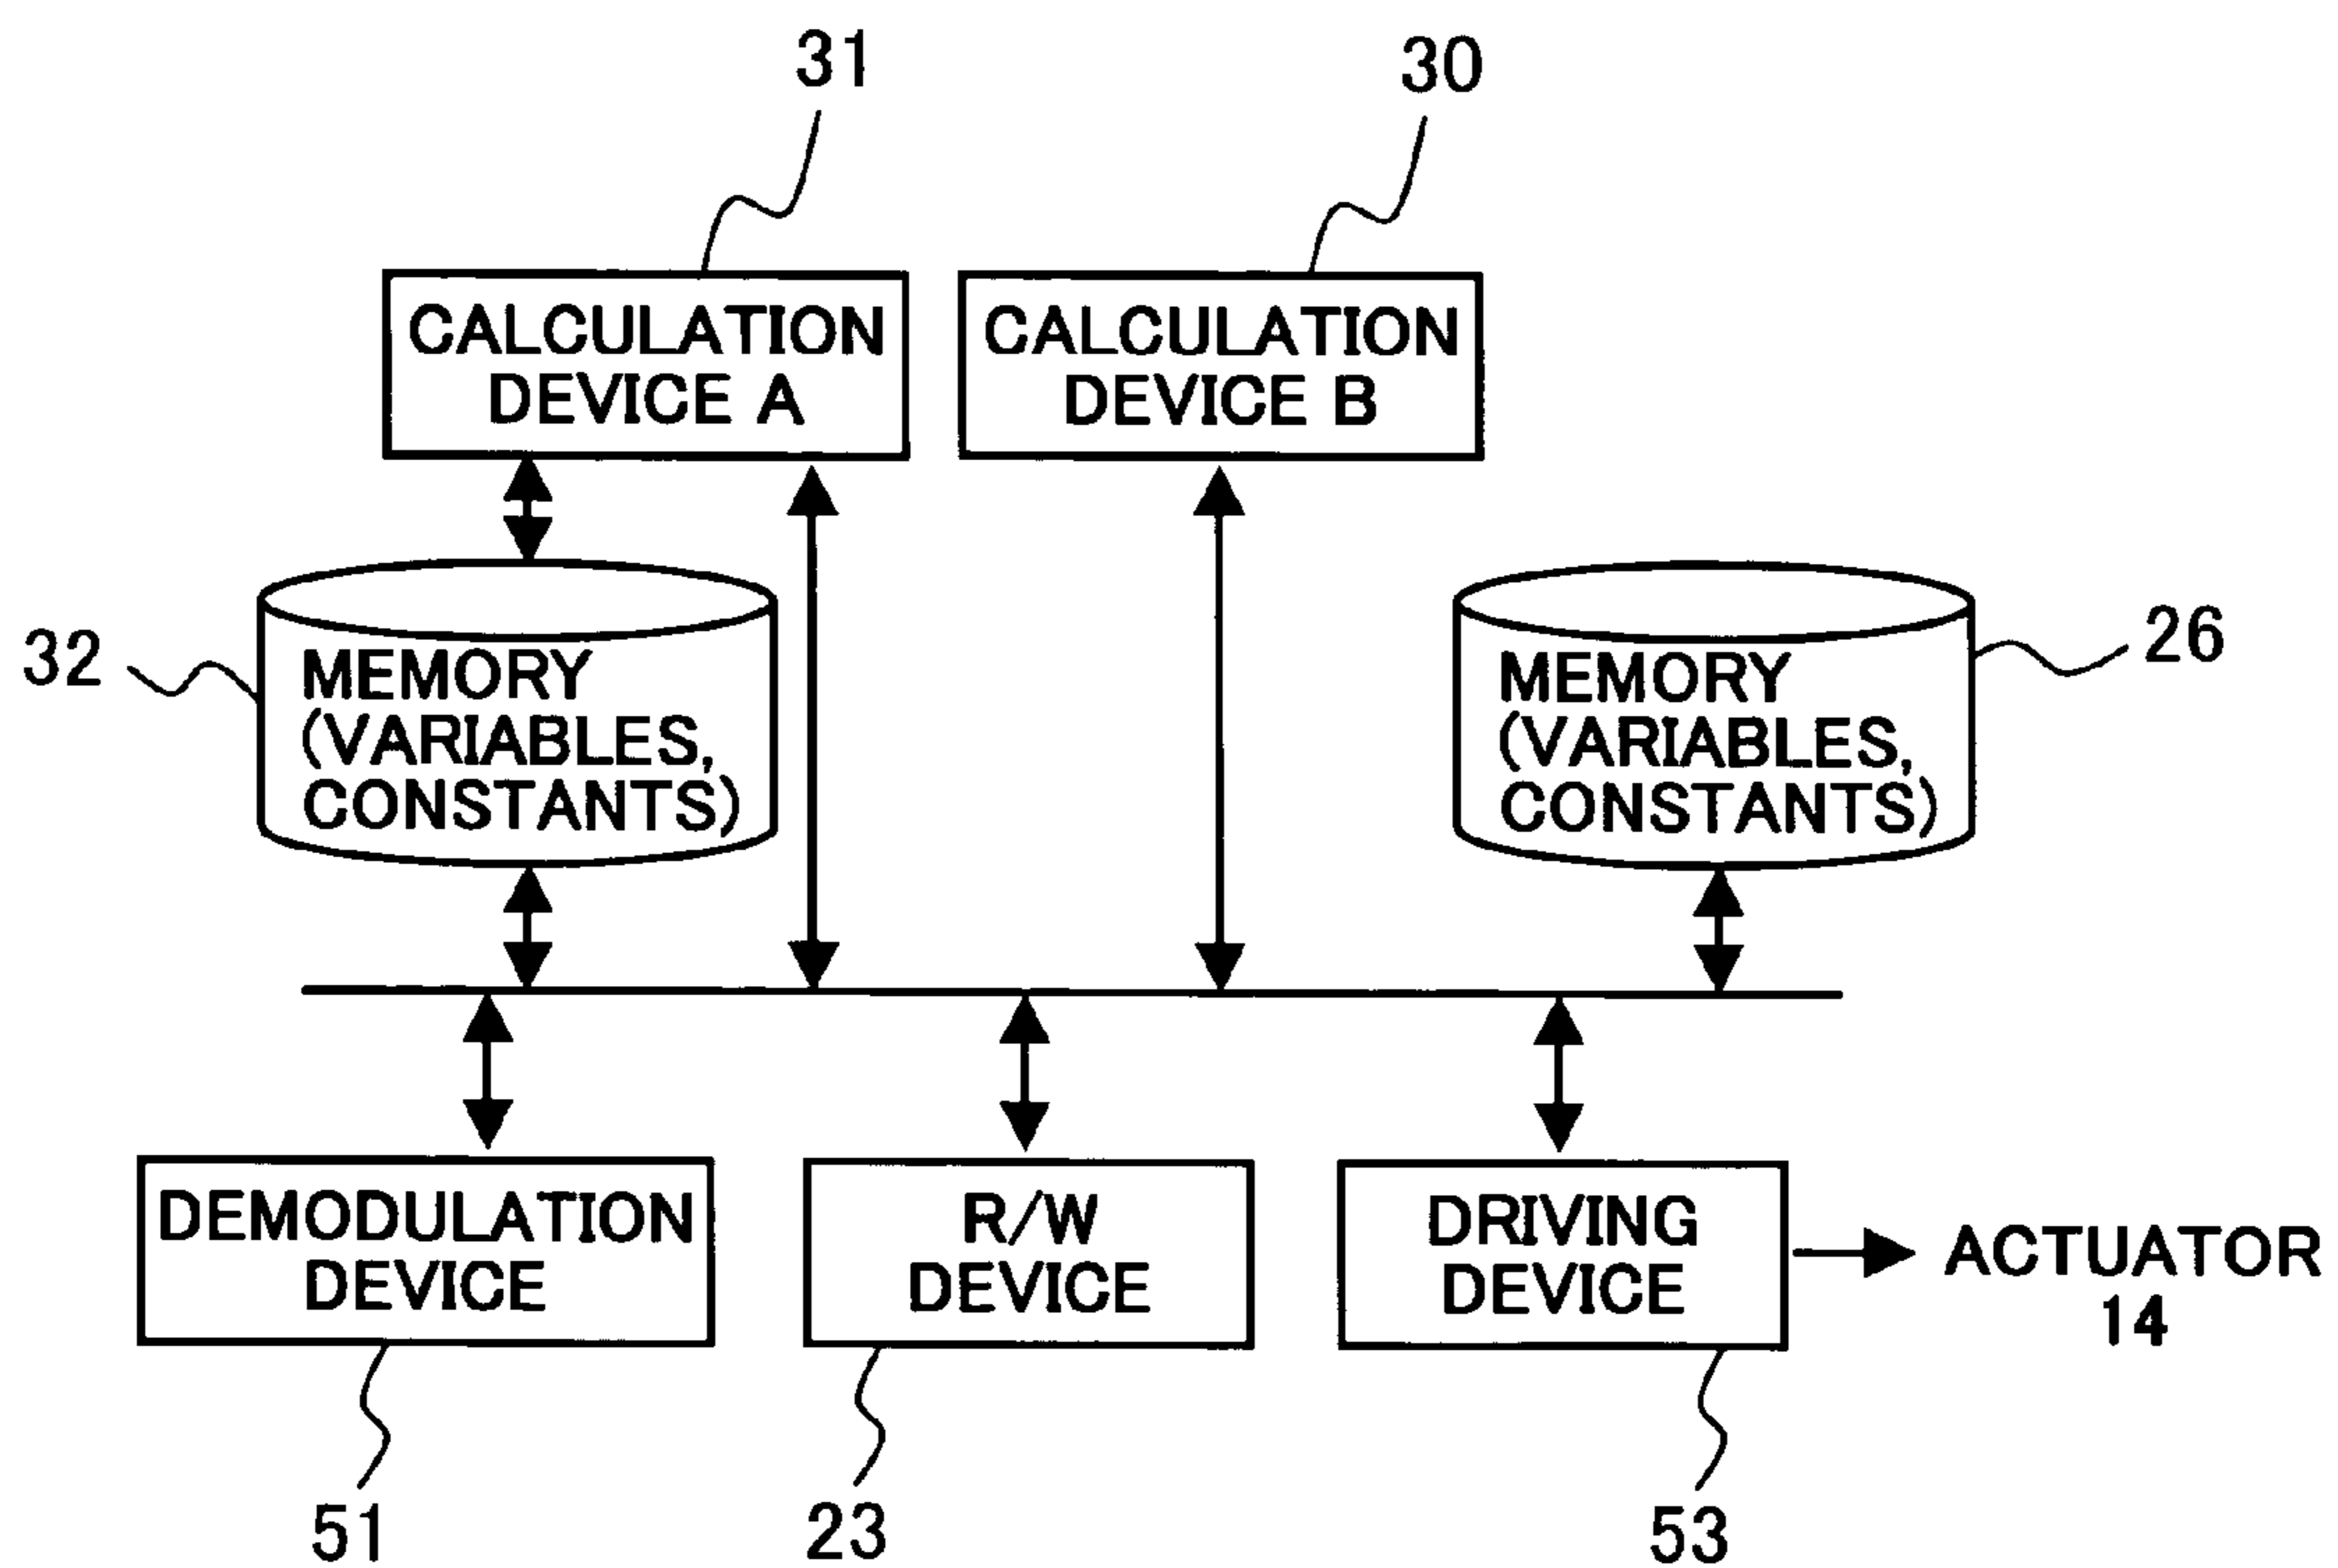 31
30
CALCULATION
DEVICE A
CALCULATION
DEVICE B
32
MEMORY
(VARIABLES,
CONSTANTS)
26
MEMORY
(VARIABLES,
CONSTANTS)
DEMODULATION
DEVICE
R/W
DEVICE
DRIVING
DEVICE
ACTUATOR
14
51
23
53